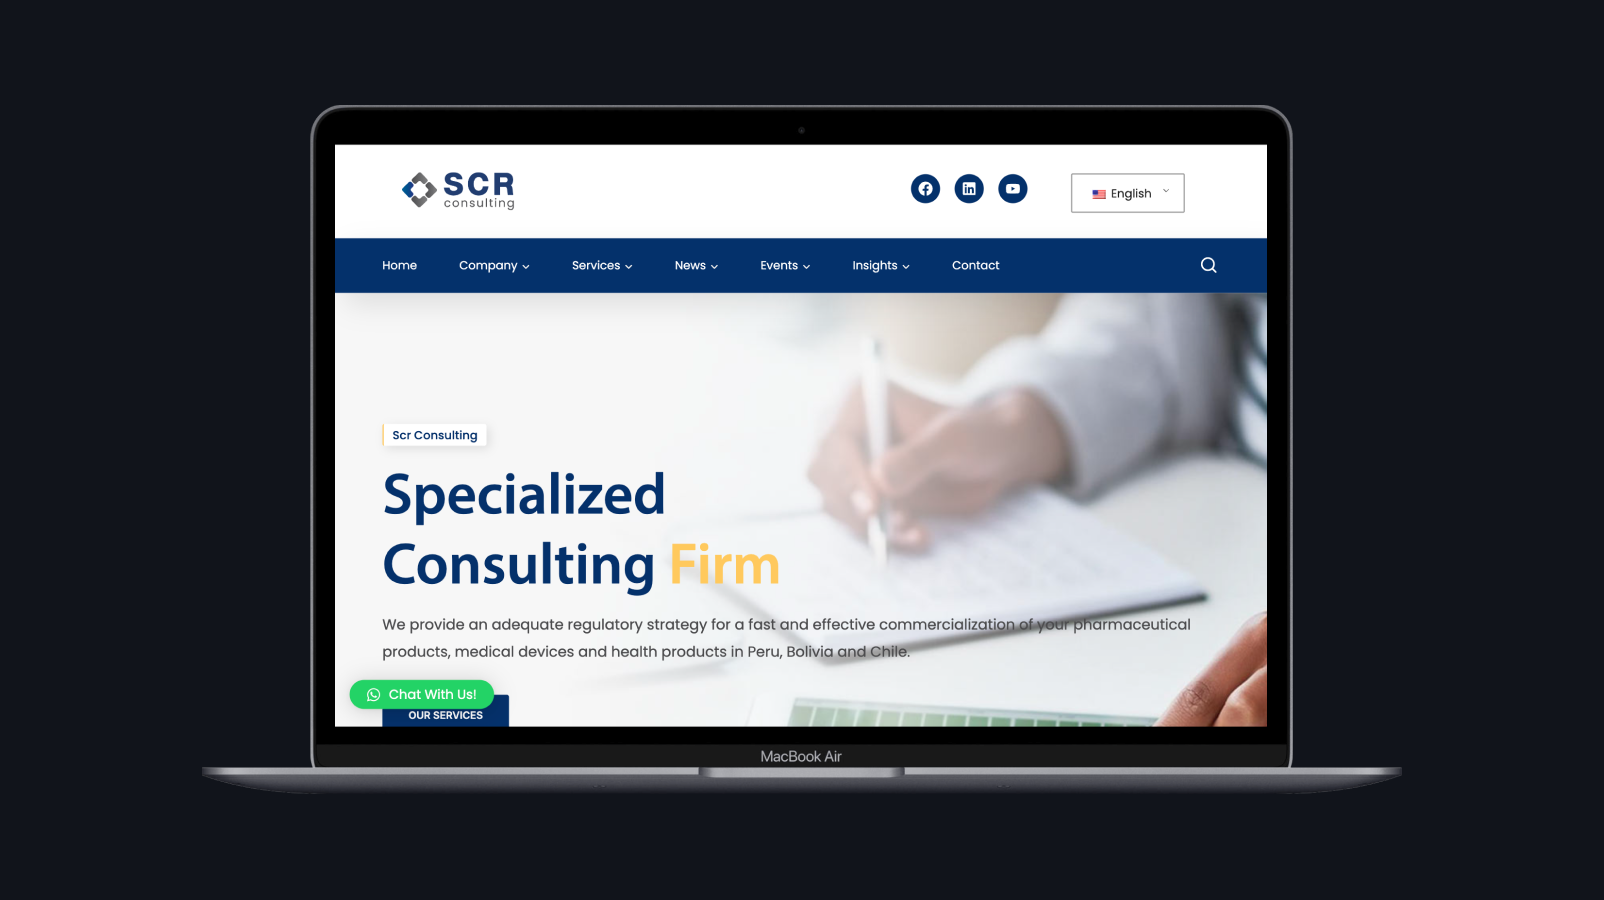 SCR
consulting
English
Home Company Services News Events Insights Contact
Scr Consulting
Specialized
Consulting Firm
We provide an adequate regulatory strategy for a fast and effective commercialization of your pharmaceutical
products, medical devices and health products in Peru, Bolivia and Chile.
Chat With Us!
OUR SERVICES
MacBook Air